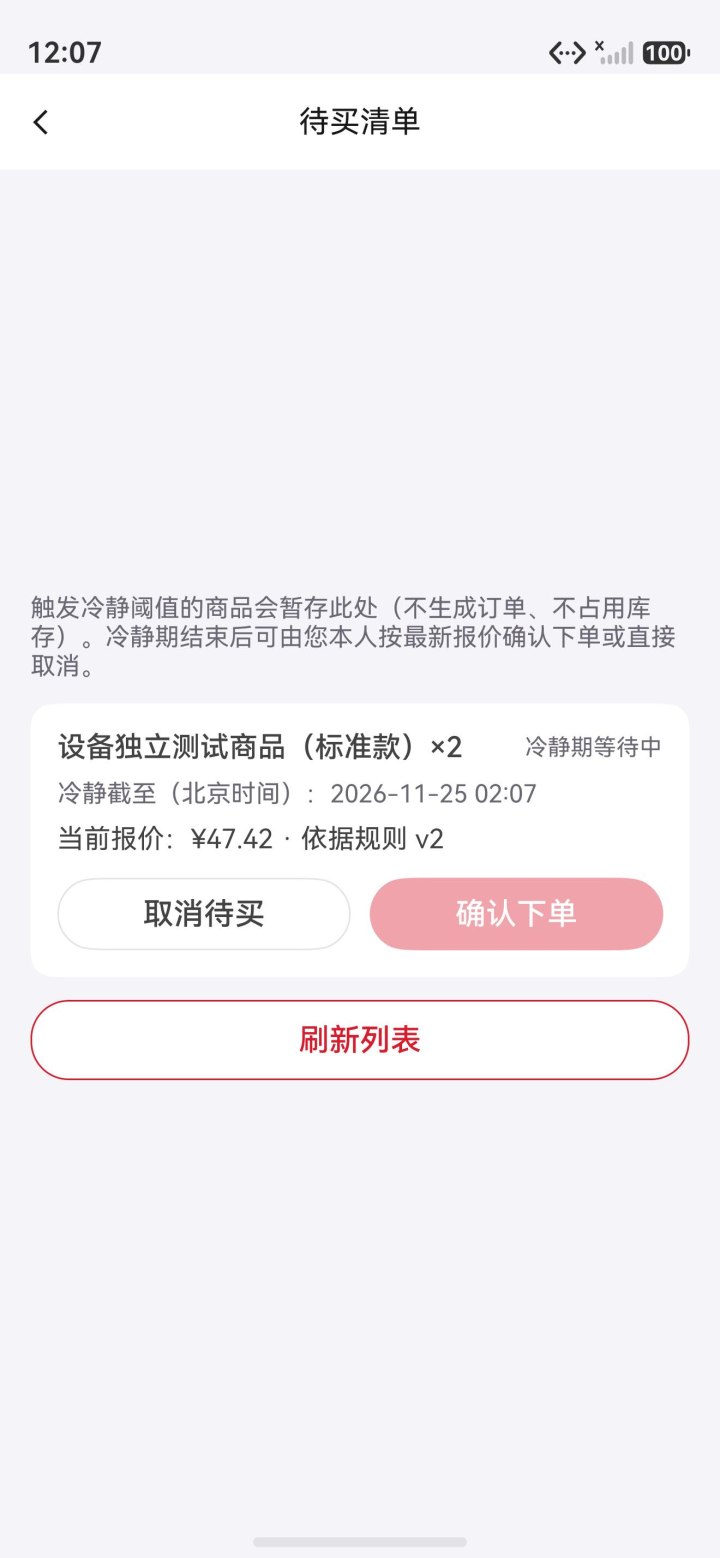 12:07
100
待买清单
触发冷静阈值的商品会暂存此处（不生成订单、不占用库
存）。冷静期结束后可由您本人按最新报价确认下单或直接
取消。
设备独立测试商品（标准款）×2
冷静期等待中
冷静截至（北京时间）：2026-11-25 02:07
当前报价：¥47.42 · 依据规则 v2
取消待买
确认下单
刷新列表